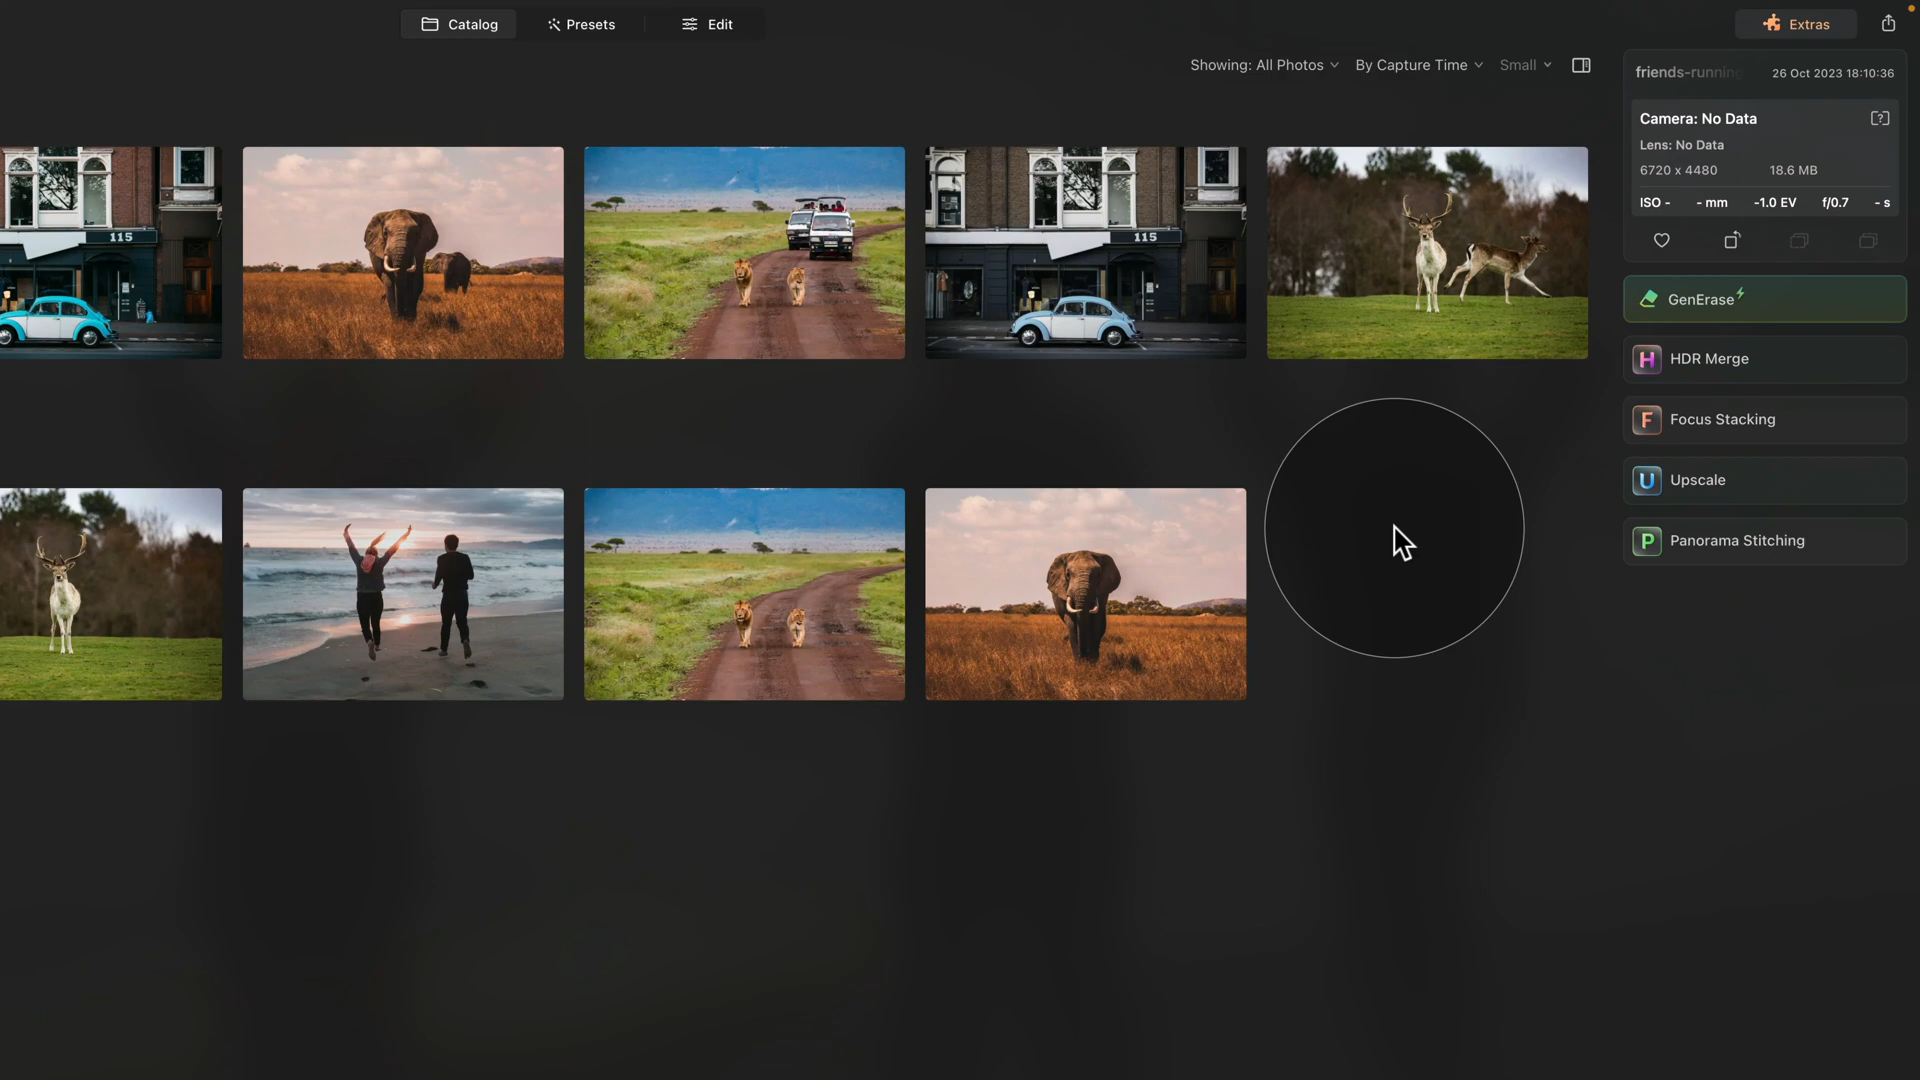 Catalog
Presets
Edit
Extras
Showing: All Photos
By Capture Time
Small
friends-running
26 Oct 2023 18:10:36
Camera: No Data
Lens: No Data
6720 x 4480
18.6 MB
ISO -
- mm
-1.0 EV
f/0.7
- s
115
115
GenErase
H HDR Merge
F Focus Stacking
U Upscale
P Panorama Stitching